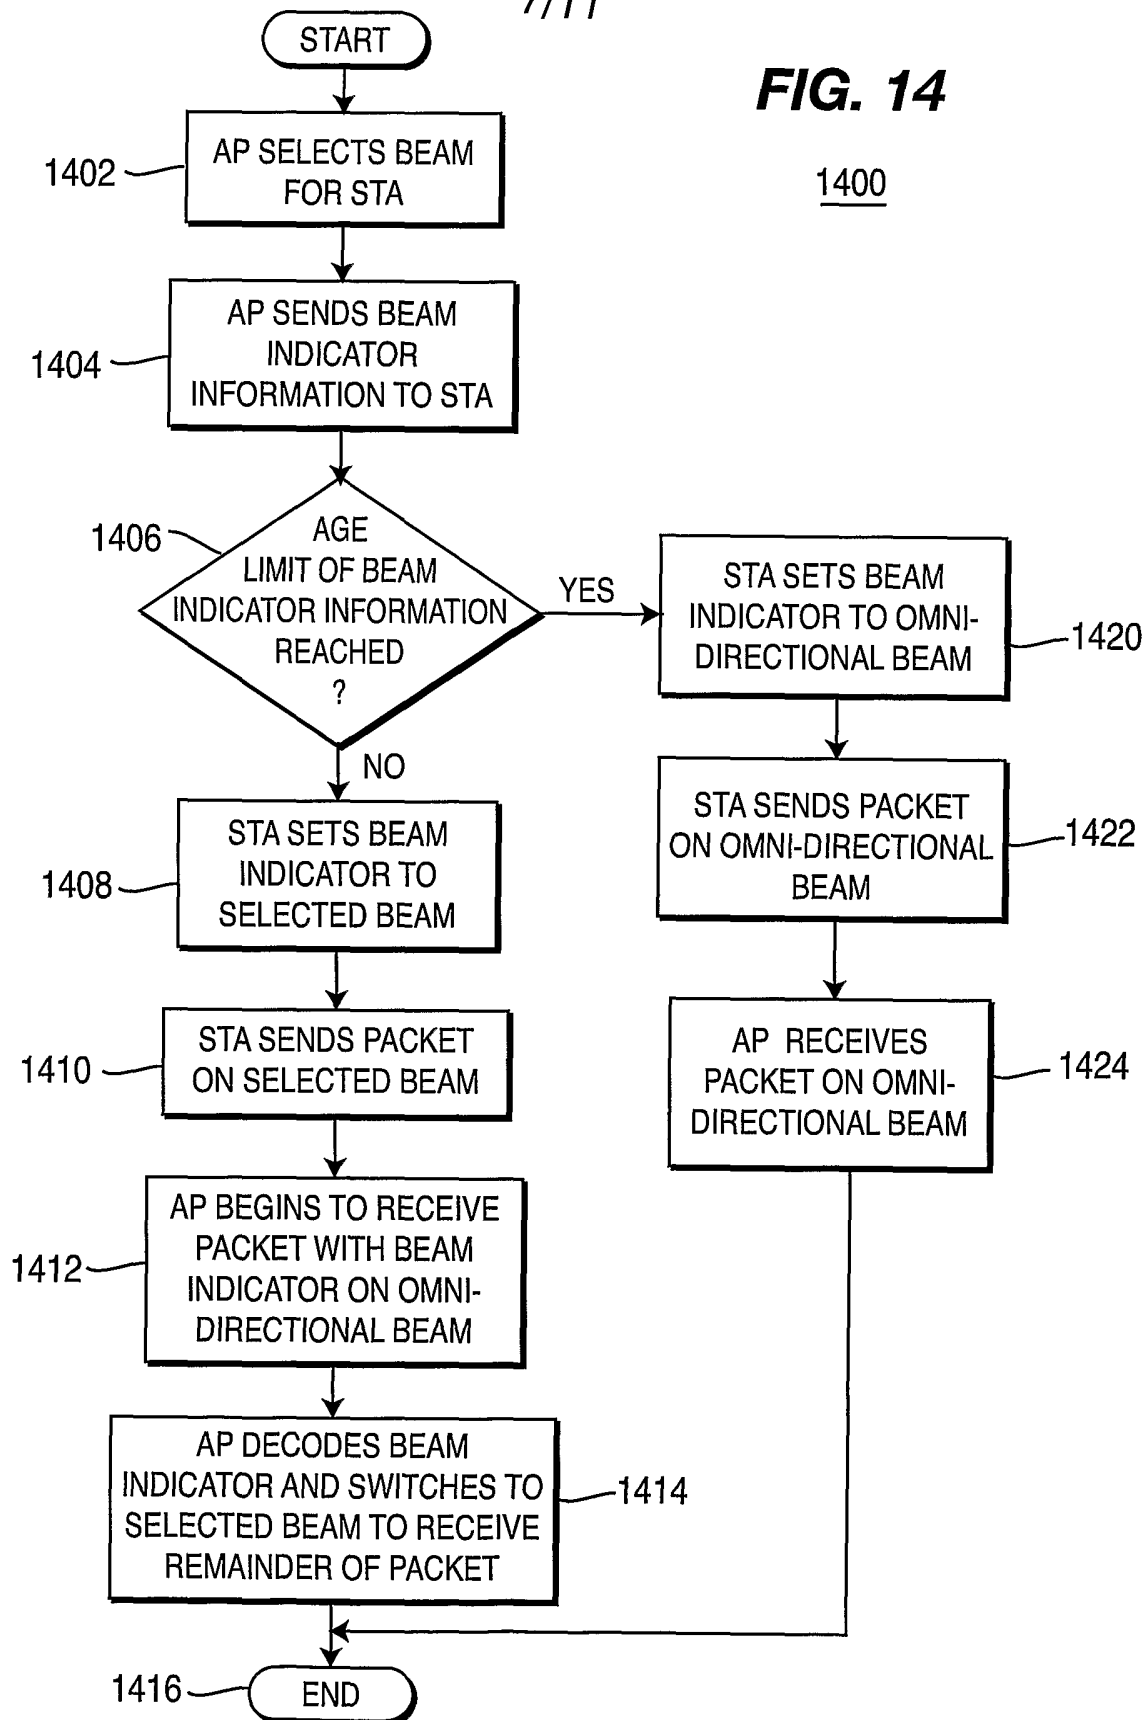 7/11
START
FIG. 14
1400
AP SELECTS BEAM
FOR STA
1402
AP SENDS BEAM
INDICATOR
INFORMATION TO STA
1404
AGE
LIMIT OF BEAM
INDICATOR INFORMATION
REACHED
?
1406
YES
NO
STA SETS BEAM
INDICATOR TO OMNI-
DIRECTIONAL BEAM
1420
STA SENDS PACKET
ON OMNI-DIRECTIONAL
BEAM
1422
AP RECEIVES
PACKET ON OMNI-
DIRECTIONAL BEAM
1424
STA SETS BEAM
INDICATOR TO
SELECTED BEAM
1408
STA SENDS PACKET
ON SELECTED BEAM
1410
AP BEGINS TO RECEIVE
PACKET WITH BEAM
INDICATOR ON OMNI-
DIRECTIONAL BEAM
1412
AP DECODES BEAM
INDICATOR AND SWITCHES TO
SELECTED BEAM TO RECEIVE
REMAINDER OF PACKET
1414
1416
END